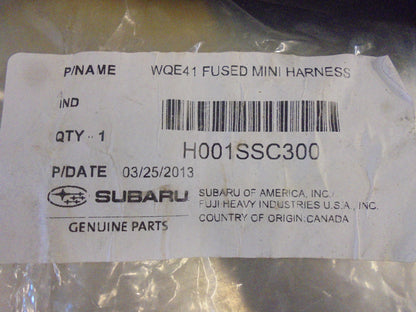 P/NAME WQE41 FUSED MINI HARNESS
IND
QTY - 1
H001SSC300
P/DATE 03/25/2013
SUBARU
SUBARU OF AMERICA, INC./
FUJI HEAVY INDUSTRIES U.S.A., INC.
COUNTRY OF ORIGIN:CANADA
GENUINE PARTS